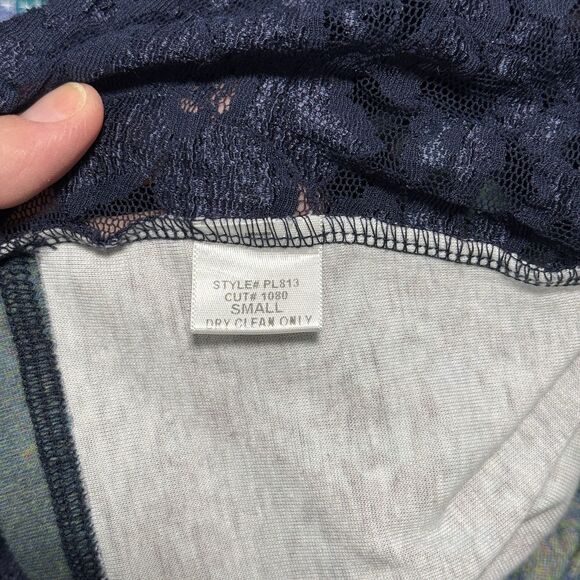 STYLE# PL813
CUT# 1080
SMALL
DRY CLEAN ONLY